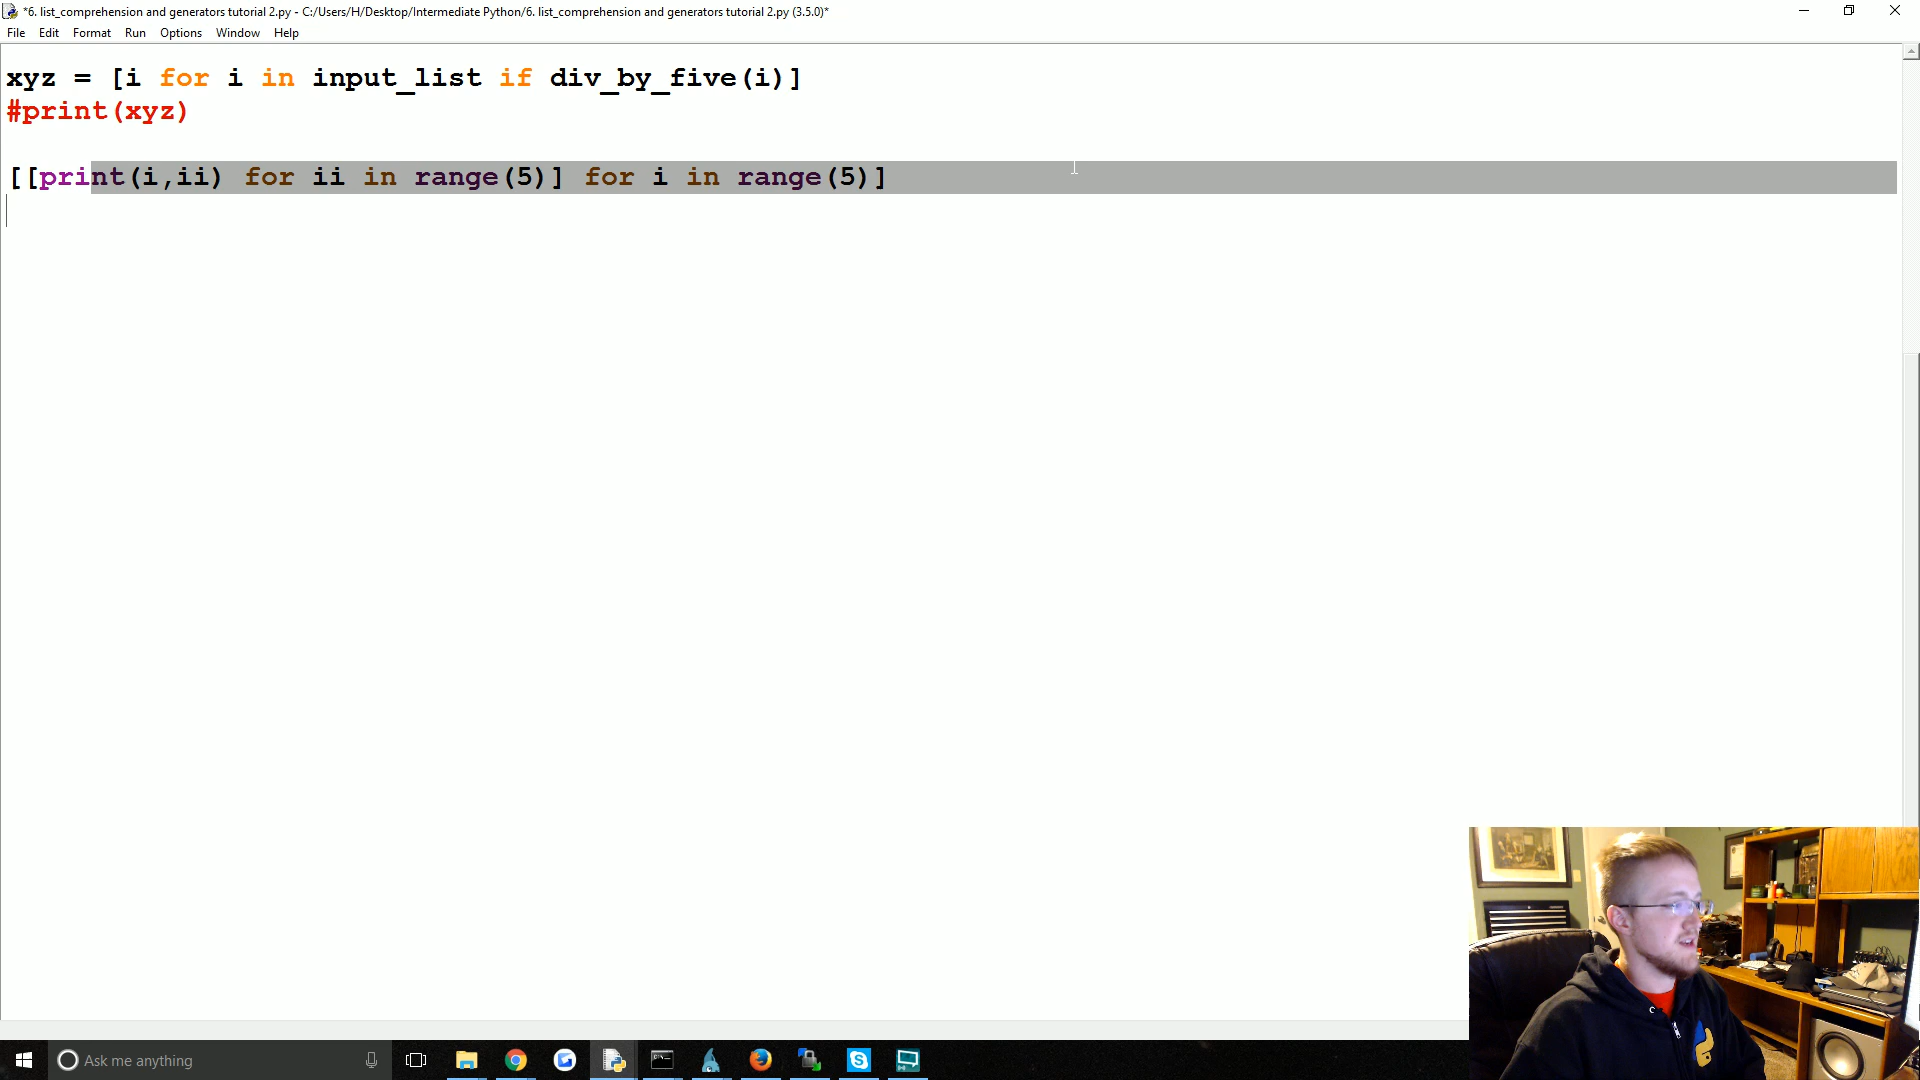 *6. list_comprehension and generators tutorial 2.py - C:/Users/H/Desktop/Intermediate Python/6. list_comprehension and generators tutorial 2.py (3.5.0)*
File Edit Format Run Options Window Help
xyz = [i for i in input_list if div_by_five(i)]
#print(xyz)
[[print(i,ii) for ii in range(5)] for i in range(5)]
Ask me anything